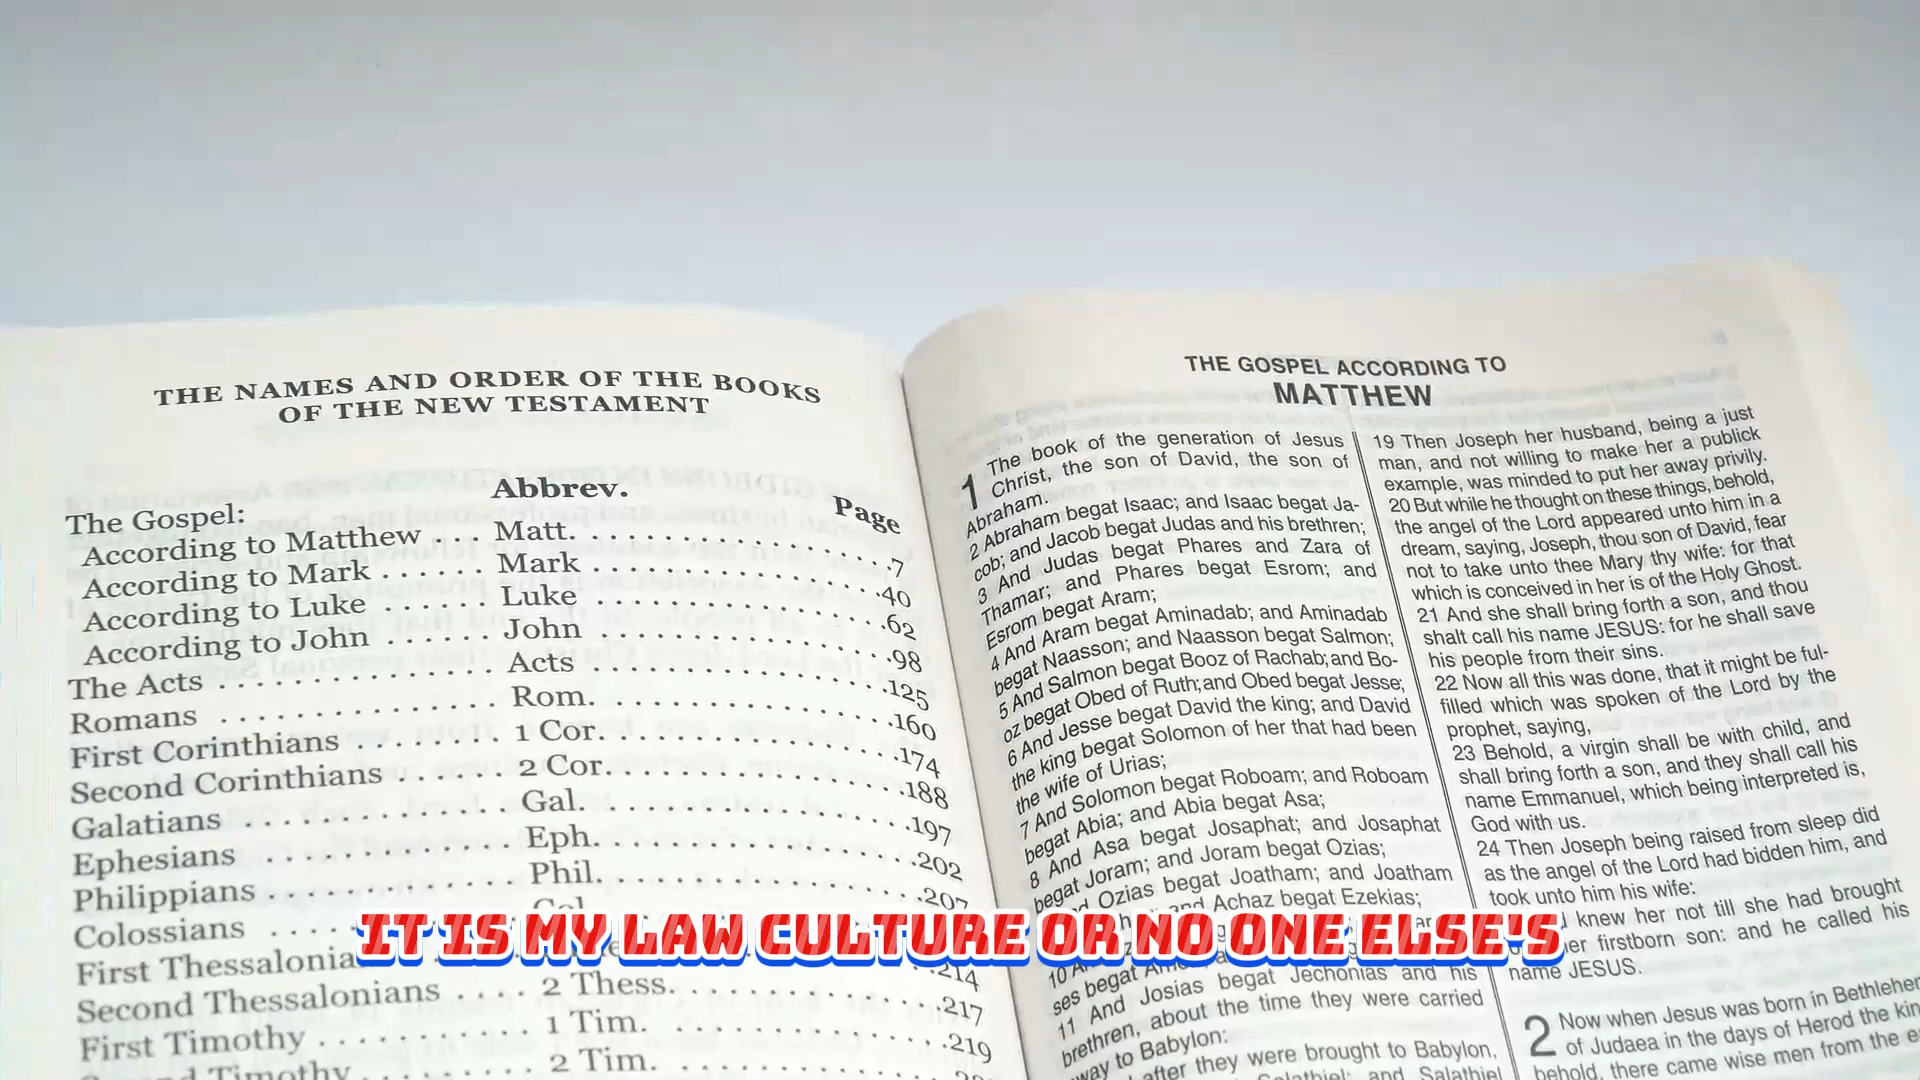 THE NAMES AND ORDER OF THE BOOKS
OF THE NEW TESTAMENT
Abbrev.
Page
The Gospel:
According to Matthew . . . Matt. . . . . . . . . . . . . . . . 7
According to Mark . . . . . . Mark . . . . . . . . . . . . . . . 40
According to Luke . . . . . . Luke . . . . . . . . . . . . . . . 62
According to John . . . . . . John . . . . . . . . . . . . . . . 98
The Acts . . . . . . . . . . . . . . Acts . . . . . . . . . . . . . . . 125
Romans . . . . . . . . . . . . . . Rom. . . . . . . . . . . . . . . 160
First Corinthians . . . . . . . . 1 Cor. . . . . . . . . . . . . . 174
Second Corinthians . . . . . . 2 Cor. . . . . . . . . . . . . . 188
Galatians . . . . . . . . . . . . . Gal. . . . . . . . . . . . . . . 197
Ephesians . . . . . . . . . . . . Eph. . . . . . . . . . . . . . . 202
Philippians . . . . . . . . . . . Phil. . . . . . . . . . . . . . . 207
Colossians . . . .
First
Second Thessalonians . . . . 2 Thess. . . . . . . . . . . . 217
First Timothy . . . . . . . . . . 1 Tim. . . . . . . . . . . . . 219
Timothy . . . . . . . . . 2 Tim.
214
THE GOSPEL ACCORDING TO
MATTHEW
1 The book of the generation of Jesus
Christ, the son of David, the son of
Abraham.
2 Abraham begat Isaac; and Isaac begat Ja-
cob; and Jacob begat Judas and his brethren;
3 And Judas begat Phares and Zara of
Thamar; and Phares begat Esrom; and
Esrom begat Aram;
4 And Aram begat Aminadab; and Aminadab
begat Naasson; and Naasson begat Salmon;
5 And Salmon begat Booz of Rachab; and Bo-
oz begat Obed of Ruth; and Obed begat Jesse;
6 And Jesse begat David the king; and David
the king begat Solomon of her that had been
the wife of Urias;
7 And Solomon begat Roboam; and Roboam
begat Abia; and Abia begat Asa;
8 And Asa begat Josaphat; and Josaphat
begat Joram; and Joram begat Ozias;
Ozias begat Joatham; and Joatham
and Achaz begat Ezekias;
10
ses begat
11 And Josias begat Jechonias and his
brethren, about the time they were carried
way to Babylon:
after they were brought to Babylon,
19 Then Joseph her husband, being a just
man, and not willing to make her a publick
example, was minded to put her away privily.
20 But while he thought on these things, behold,
the angel of the Lord appeared unto him in a
dream, saying, Joseph, thou son of David, fear
not to take unto thee Mary thy wife: for that
which is conceived in her is of the Holy Ghost.
21 And she shall bring forth a son, and thou
shalt call his name JESUS: for he shall save
his people from their sins.
22 Now all this was done, that it might be ful-
filled which was spoken of the Lord by the
prophet, saying,
23 Behold, a virgin shall be with child, and
shall bring forth a son, and they shall call his
name Emmanuel, which being interpreted is,
God with us.
24 Then Joseph being raised from sleep did
as the angel of the Lord had bidden him, and
took unto him his wife:
knew her not till she had brought
firstborn son: and he called his
name JESUS.
2 Now when Jesus was born in Bethlehem
of Judaea in the days of Herod the
behold, there came wise men from the
IT IS MY LAW CULTURE OR NO ONE ELSE'S